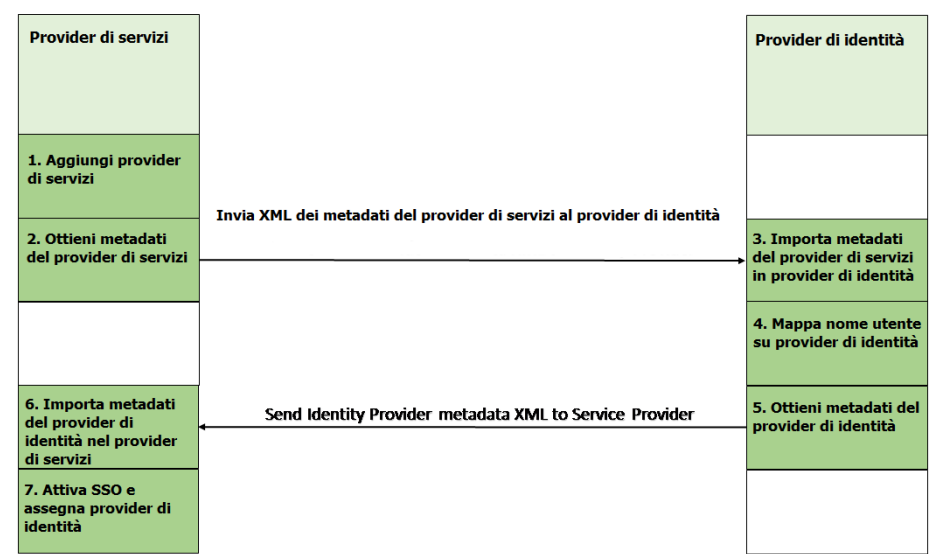 Provider di servizi
Provider di identità
1. Aggiungi provider
di servizi
Invia XML dei metadati del provider di servizi al provider di identità
2. Ottieni metadati
del provider di servizi
3. Importa metadati
del provider di servizi
in provider di identità
4. Mappa nome utente
su provider di identità
5. Ottieni metadati del
provider di identità
Send Identity Provider metadata XML to Service Provider
6. Importa metadati
del provider di
identità nel provider
di servizi
7. Attiva SSO e
assegna provider di
identità